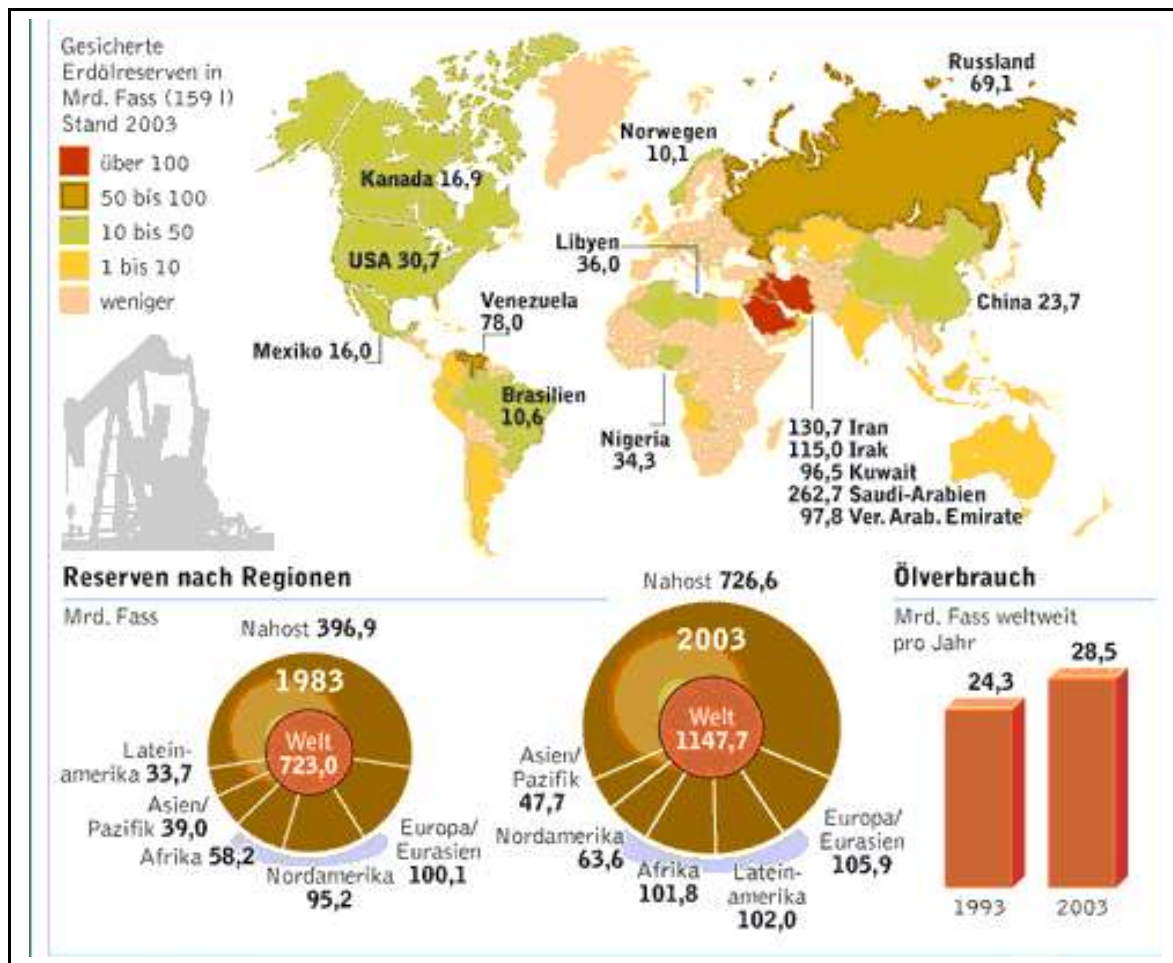 Gesicherte
Erdölreserven in
Mrd. Fass (159 l)
Stand 2003
über 100
50 bis 100
10 bis 50
1 bis 10
weniger
Russland
69,1
Norwegen
10,1
Kanada 16,9
Libyen
36,0
USA 30,7
Venezuela
78,0
China 23,7
Mexiko 16,0
Brasilien
10,6
Nigeria
34,3
130,7 Iran
115,0 Irak
96,5 Kuwait
262,7 Saudi-Arabien
97,8 Ver. Arab. Emirate
Reserven nach Regionen
Mrd. Fass
Nahost 396,9
1983
Welt
723,0
Latein-
amerika 33,7
Asien/
Pazifik 39,0
Afrika 58,2
Nordamerika
95,2
Europa/
Eurasien
100,1
Nahost 726,6
2003
Welt
1147,7
Asien/
Pazifik
47,7
Nordamerika
63,6
Afrika
101,8
Latein-
amerika
102,0
Europa/
Eurasien
105,9
Ölverbrauch
Mrd. Fass weltweit
pro Jahr
24,3
28,5
1993
2003